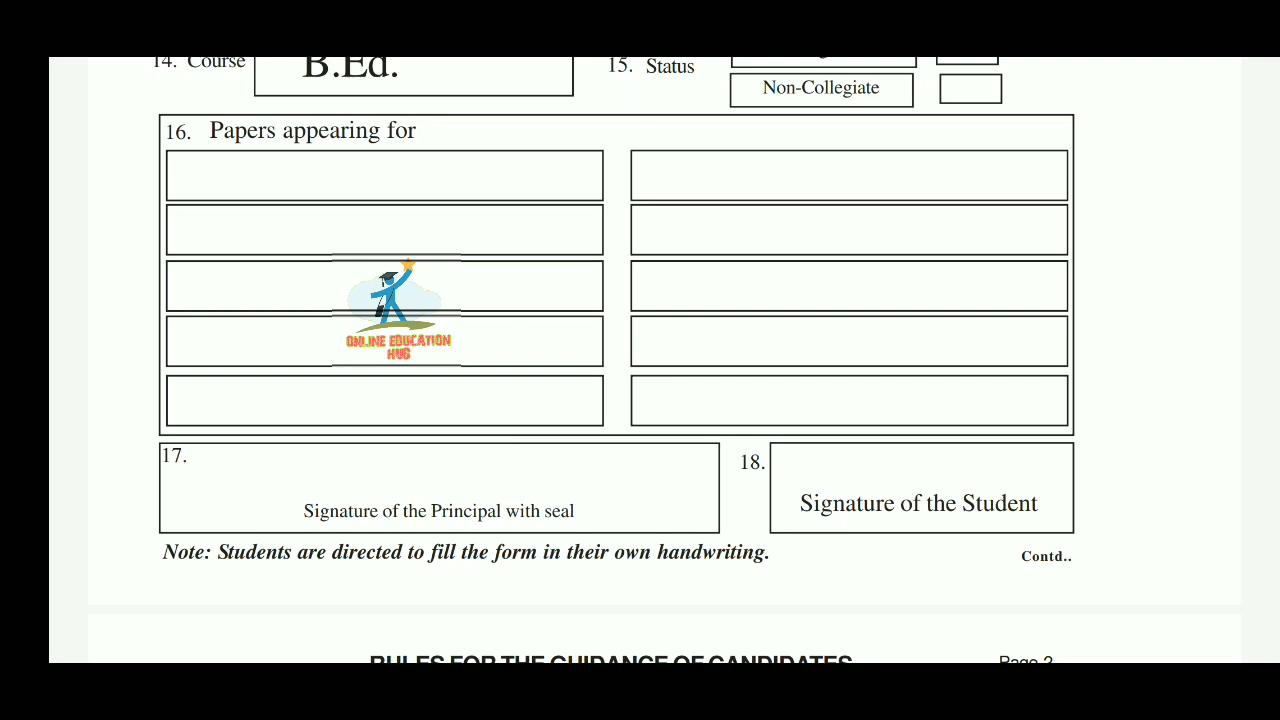 14. Course B.Ed. 15. Status
Non-Collegiate
16. Papers appearing for
ONLINE EDUCATION
HUB
17.
18.
Signature of the Principal with seal
Signature of the Student
Note: Students are directed to fill the form in their own handwriting.
Contd..
RULES FOR THE GUIDANCE OF CANDIDATES Page 2